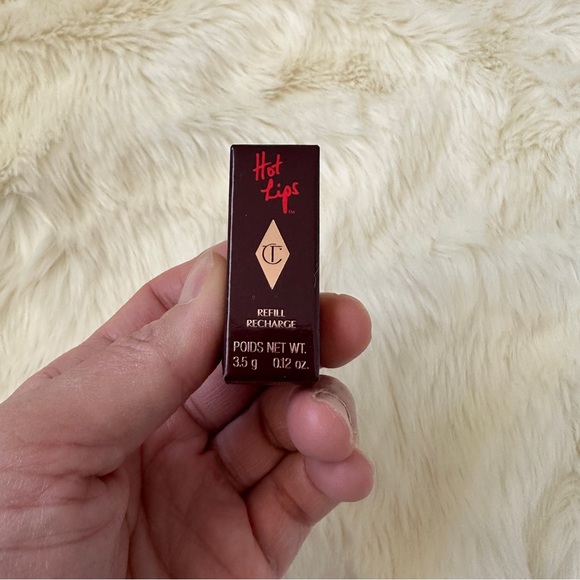 Hot
Lips
™
CT
REFILL
RECHARGE
POIDS NET WT.
3.5 g 0.12 oz.